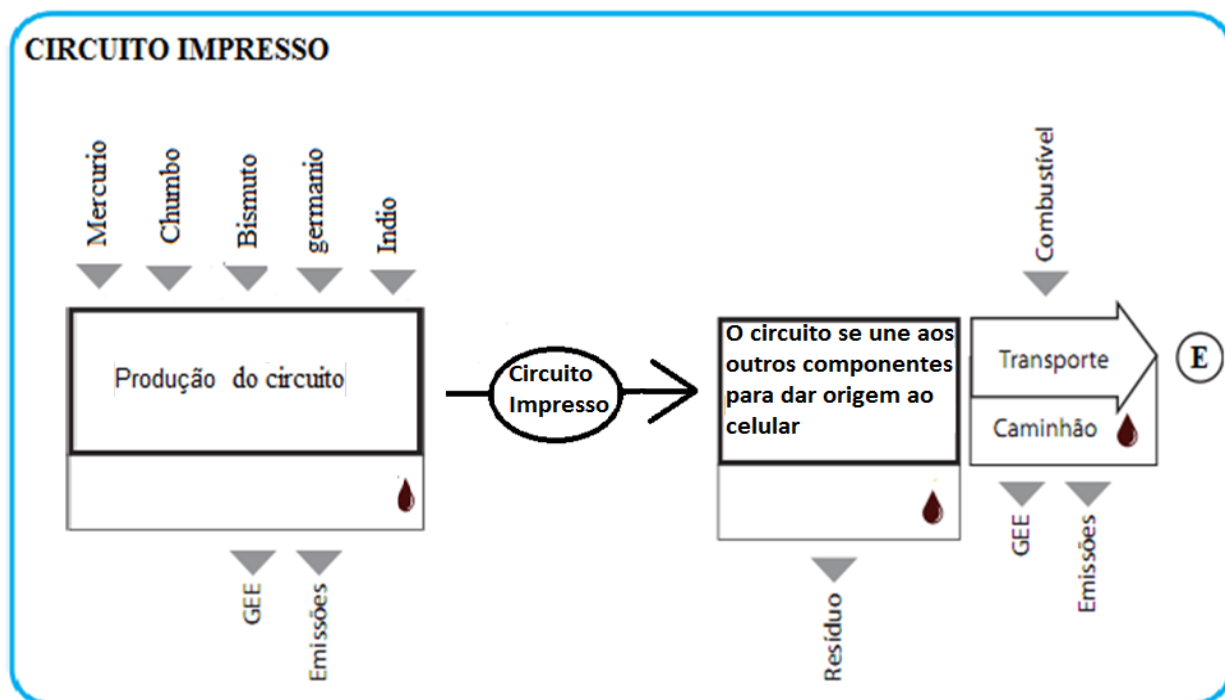 CIRCUITO IMPRESSO
Mercurio
Chumbo
Bismuto
germanio
Indio
Combustível
Produção do circuito
Circuito
Impresso
O circuito se une aos
outros componentes
para dar origem ao
celular
Transporte
Caminhão
E
GEE
Emissões
Resíduo
GEE
Emissões